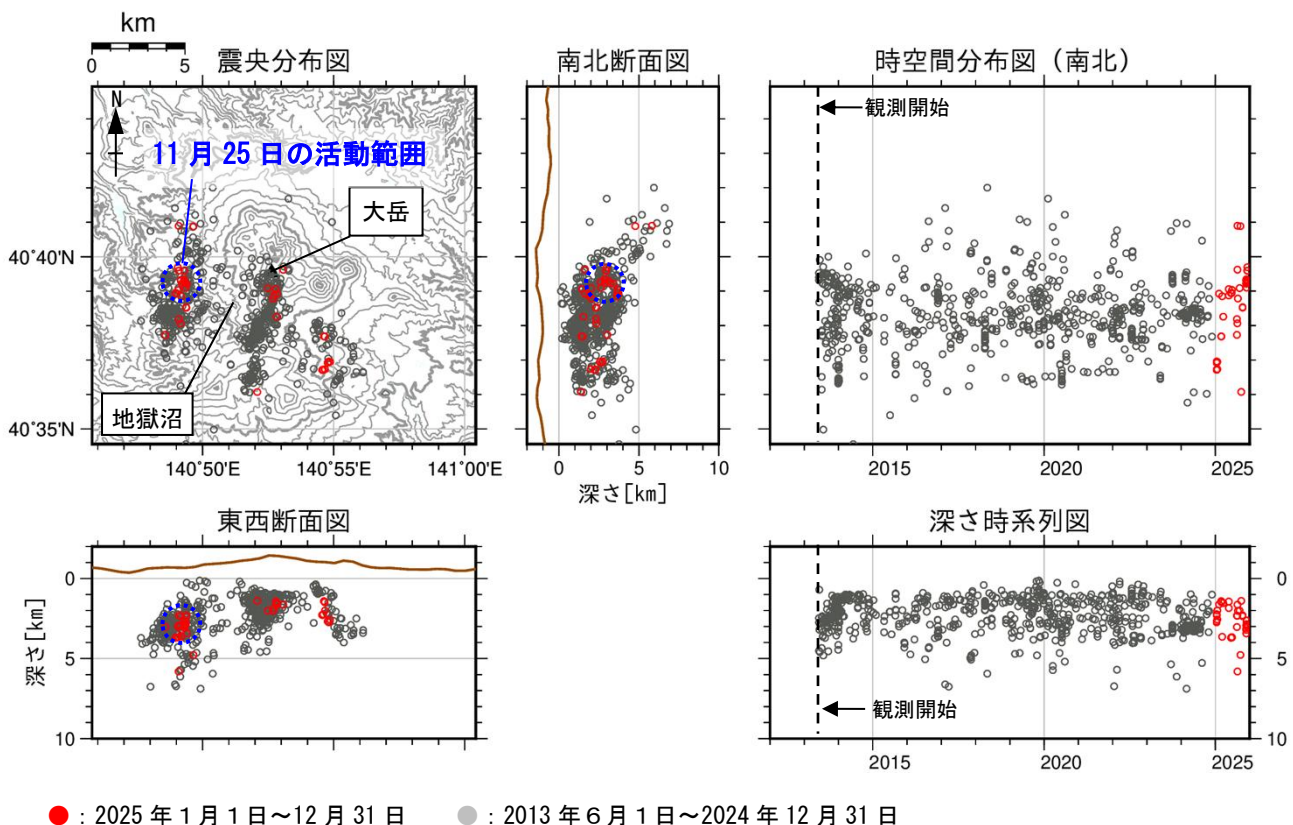 km
0 5
震央分布図
南北断面図
時空間分布図（南北）
N
観測開始
11 月 25 日の活動範囲
大岳
40°40'N
地獄沼
40°35'N
140°50'E 140°55'E 141°00'E
0 5 10
深さ[km]
2015 2020 2025
東西断面図
深さ時系列図
0
5
10
深さ[km]
0
5
10
観測開始
2015 2020 2025
：2025 年１月１日～12 月 31 日
：2013 年６月１日～2024 年 12 月 31 日